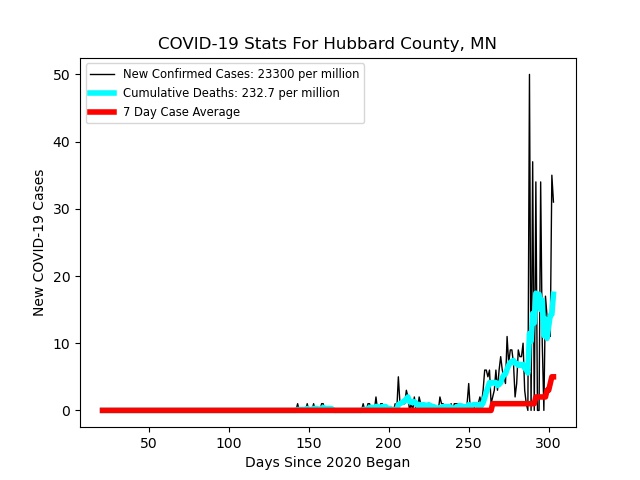 COVID-19 Stats For Hubbard County, MN
New Confirmed Cases: 23300 per million
Cumulative Deaths: 232.7 per million
7 Day Case Average
50
40
30
20
10
0
New COVID-19 Cases
50 100 150 200 250 300
Days Since 2020 Began